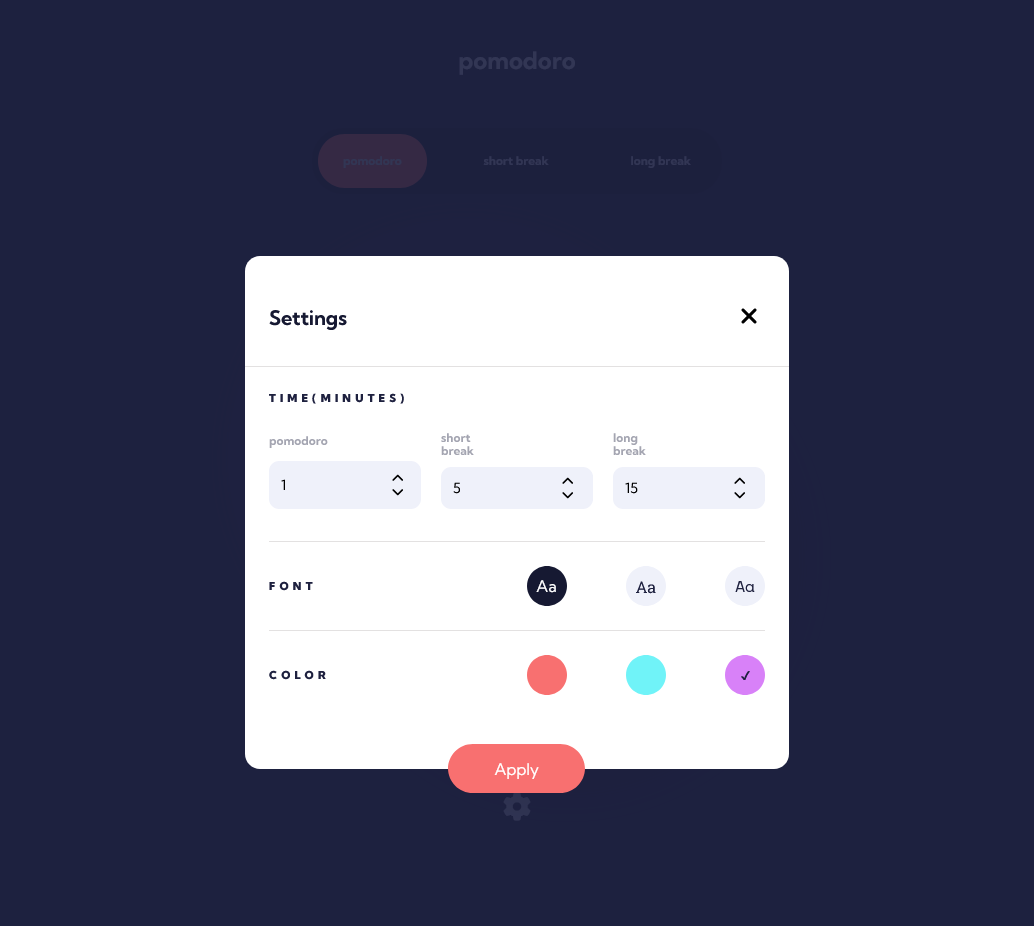 pomodoro
pomodoro short break long break
Settings
TIME(MINUTES)
pomodoro
short
break
long
break
1 5 15
FONT Aa Aa Aa
COLOR
Apply